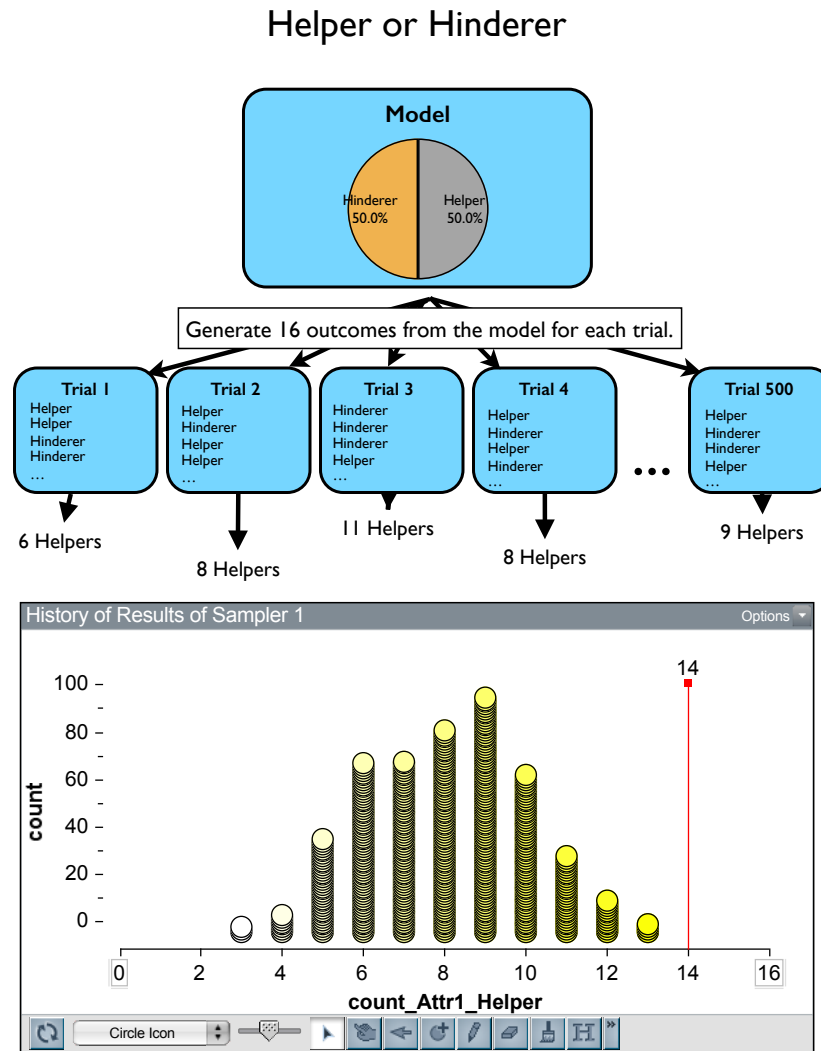 Helper or Hinderer
Model
Hinderer
50.0%
Helper
50.0%
Generate 16 outcomes from the model for each trial.
Trial 1
Helper
Helper
Hinderer
Hinderer
...
Trial 2
Helper
Hinderer
Helper
Helper
...
Trial 3
Hinderer
Hinderer
Hinderer
Helper
...
Trial 4
Helper
Hinderer
Helper
Hinderer
...
...
Trial 500
Helper
Hinderer
Hinderer
Helper
...
6 Helpers
8 Helpers
11 Helpers
8 Helpers
9 Helpers
History of Results of Sampler 1
Options
14
100
80
60
40
20
0
count
0 2 4 6 8 10 12 14 16
count_Attr1_Helper
Circle Icon